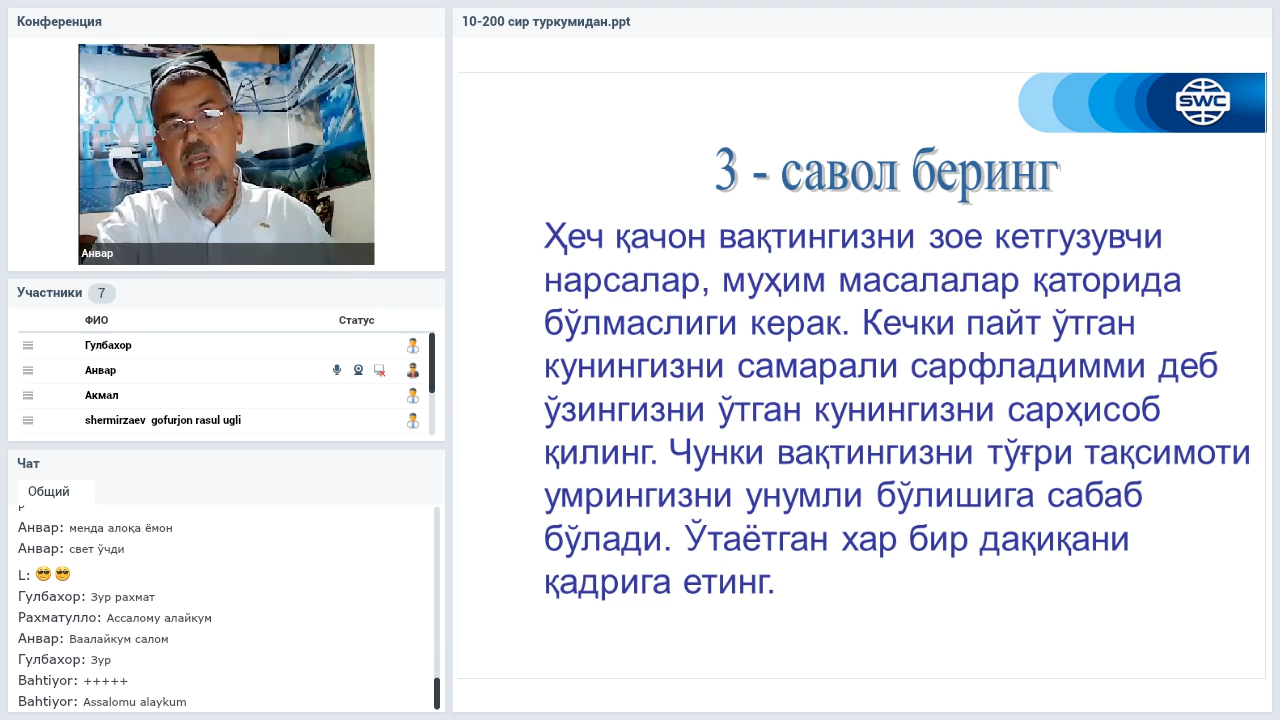 Конференция
Анвар
Участники 7
ФИО Статус
Гулбахор
Анвар
Акмал
shermirzaev gofurjon rasul ugli
Чат
Общий
Анвар: менда алоқа ёмон
Анвар: свет ўчди
L: 😎 😎
Гулбахор: Зур рахмат
Рахматулло: Ассалому алайкум
Анвар: Ваалайкум салом
Гулбахор: Зур
Bahtiyor: +++++
Bahtiyor: Assalomu alaykum
10-200 сир туркумидан.ppt
SWC
3 - савол беринг
Ҳеч қачон вақтингизни зое кетгузувчи
нарсалар, муҳим масалалар қаторида
бўлмаслиги керак. Кечки пайт ўтган
кунингизни самарали сарфладимми деб
ўзингизни ўтган кунингизни сарҳисоб
қилинг. Чунки вақтингизни тўғри тақсимоти
умрингизни унумли бўлишига сабаб
бўлади. Ўтаётган хар бир дақиқани
қадрига етинг.